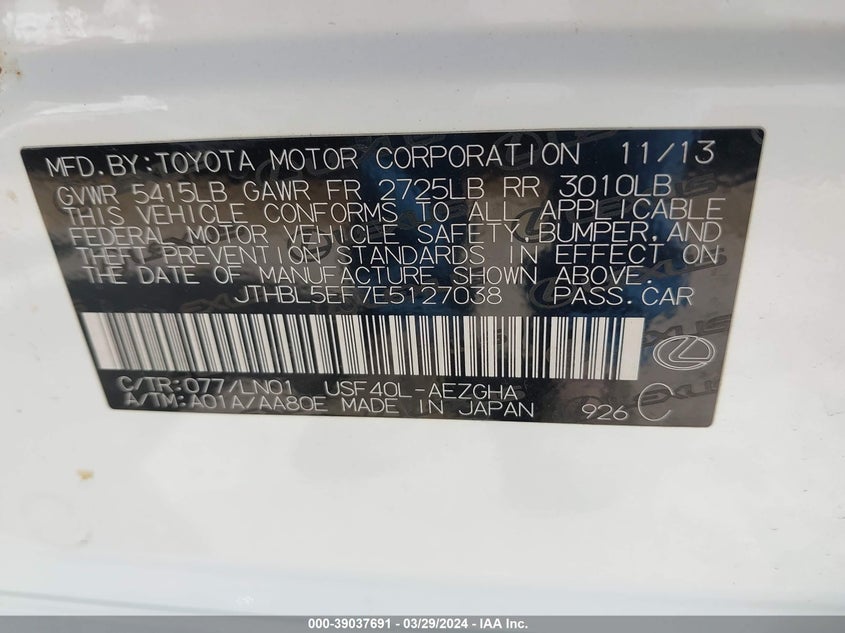 MFD.BY:TOYOTA MOTOR CORPORATION 11/13
GVWR 5415LB GAWR FR 2725LB RR 3010LB
THIS VEHICLE CONFORMS TO ALL APPLICABLE
FEDERAL MOTOR VEHICLE SAFETY,BUMPER,AND
THEFT PREVENTION STANDARDS IN EFFECT ON
THE DATE OF MANUFACTURE SHOWN ABOVE.
JTHBL5EF7E5127038 PASS.CAR
C/TR:077/LN01 USF40L-AEZGHA
A/TM:A01A/AA80E MADE IN JAPAN 926
000-39037691 - 03/29/2024 - IAA Inc.